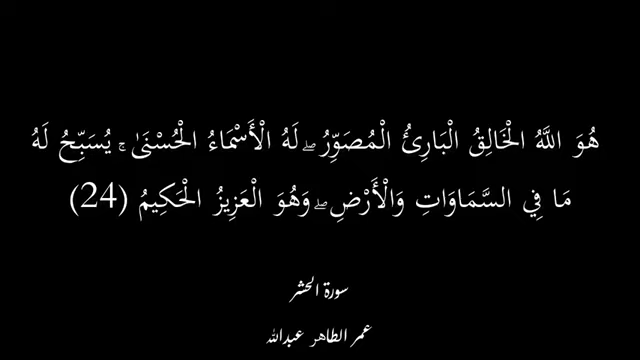 هُوَ اللَّهُ الْخَالِقُ الْبَارِئُ الْمُصَوِّرُ ۖ لَهُ الْأَسْمَاءُ الْحُسْنَىٰ ۚ يُسَبِّحُ لَهُ
مَا فِي السَّمَاوَاتِ وَالْأَرْضِ ۖ وَهُوَ الْعَزِيزُ الْحَكِيمُ (24)
سورة الحشر
عمر الطاهر عبدالله